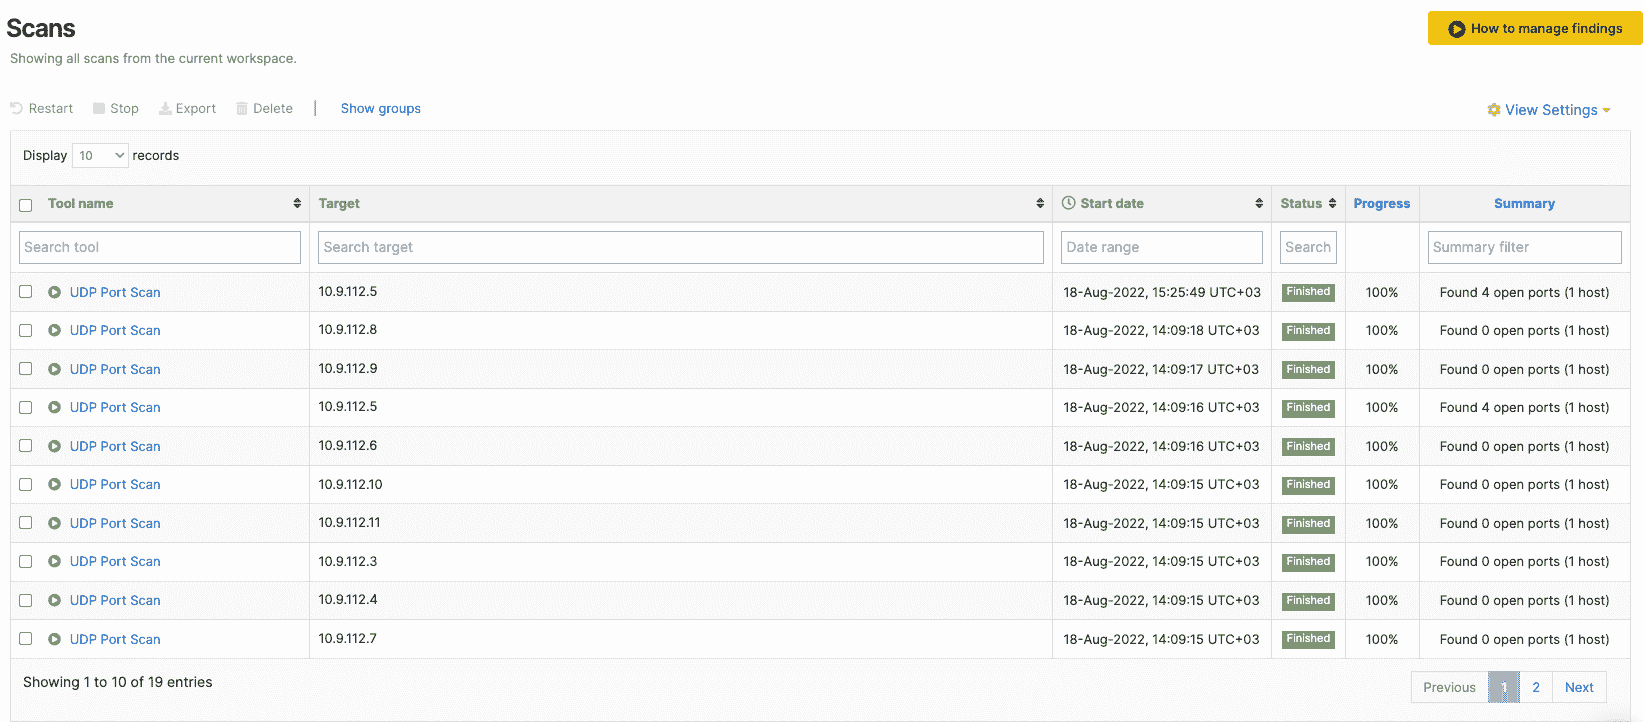 Scans
How to manage findings
Showing all scans from the current workspace.
Restart Stop Export Delete | Show groups
View Settings
Display 10 records
Tool name Target Start date Status Progress Summary
Search tool Search target Date range Search Summary filter
UDP Port Scan 10.9.112.5 18-Aug-2022, 15:25:49 UTC+03 Finished 100% Found 4 open ports (1 host)
UDP Port Scan 10.9.112.8 18-Aug-2022, 14:09:18 UTC+03 Finished 100% Found 0 open ports (1 host)
UDP Port Scan 10.9.112.9 18-Aug-2022, 14:09:17 UTC+03 Finished 100% Found 0 open ports (1 host)
UDP Port Scan 10.9.112.5 18-Aug-2022, 14:09:16 UTC+03 Finished 100% Found 4 open ports (1 host)
UDP Port Scan 10.9.112.6 18-Aug-2022, 14:09:16 UTC+03 Finished 100% Found 0 open ports (1 host)
UDP Port Scan 10.9.112.10 18-Aug-2022, 14:09:15 UTC+03 Finished 100% Found 0 open ports (1 host)
UDP Port Scan 10.9.112.11 18-Aug-2022, 14:09:15 UTC+03 Finished 100% Found 0 open ports (1 host)
UDP Port Scan 10.9.112.3 18-Aug-2022, 14:09:15 UTC+03 Finished 100% Found 0 open ports (1 host)
UDP Port Scan 10.9.112.4 18-Aug-2022, 14:09:15 UTC+03 Finished 100% Found 0 open ports (1 host)
UDP Port Scan 10.9.112.7 18-Aug-2022, 14:09:15 UTC+03 Finished 100% Found 0 open ports (1 host)
Showing 1 to 10 of 19 entries
Previous 1 2 Next